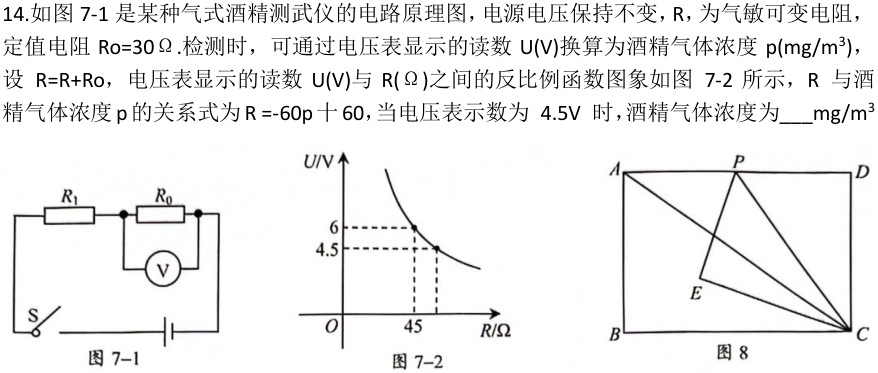 14.如图 7-1 是某种气式酒精测武仪的电路原理图，电源电压保持不变，R，为气敏可变电阻，
定值电阻 Ro=30Ω.检测时，可通过电压表显示的读数 U(V)换算为酒精气体浓度 p(mg/m³)，
设 R=R+Ro，电压表显示的读数 U(V)与 R(Ω)之间的反比例函数图象如图 7-2 所示，R 与酒
精气体浓度 p 的关系式为 R =-60p 十 60，当电压表示数为 4.5V 时，酒精气体浓度为___mg/m³
R₁ R₀
V
S
图 7-1
U/V
6
4.5
O 45 R/Ω
图 7-2
A P D
E
B C
图 8